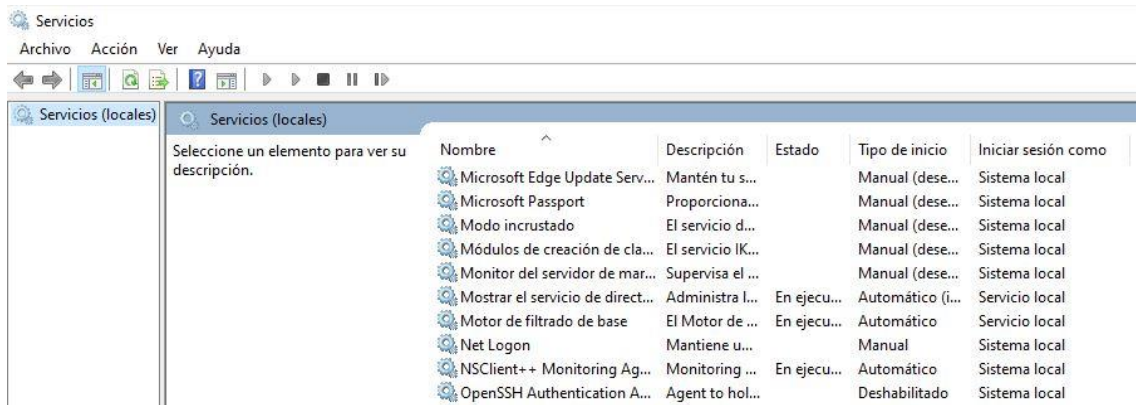 Servicios
Archivo Acción Ver Ayuda
Servicios (locales)
Servicios (locales)
Seleccione un elemento para ver su
descripción.
Nombre Descripción Estado Tipo de inicio Iniciar sesión como
Microsoft Edge Update Serv... Mantén tu s... Manual (dese... Sistema local
Microsoft Passport Proporciona... Manual (dese... Sistema local
Modo incrustado El servicio d... Manual (dese... Sistema local
Módulos de creación de cla... El servicio IK... Manual (dese... Sistema local
Monitor del servidor de mar... Supervisa el ... Manual (dese... Sistema local
Mostrar el servicio de direct... Administra l... En ejecu... Automático (i... Servicio local
Motor de filtrado de base El Motor de ... En ejecu... Automático Servicio local
Net Logon Mantiene u... Manual Sistema local
NSClient++ Monitoring Ag... Monitoring ... En ejecu... Automático Sistema local
OpenSSH Authentication A... Agent to hol... Deshabilitado Sistema local